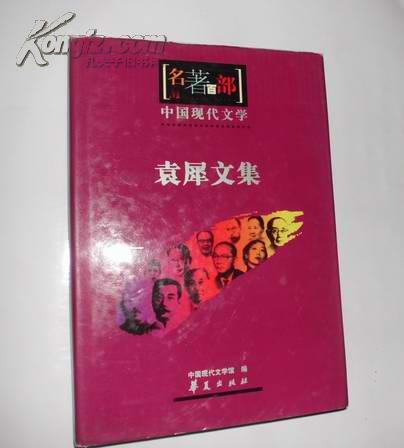 Kongfz.com
孔夫子旧书网
[名著百部]
中国现代文学
袁犀文集
中国现代文学馆 编
华夏出版社